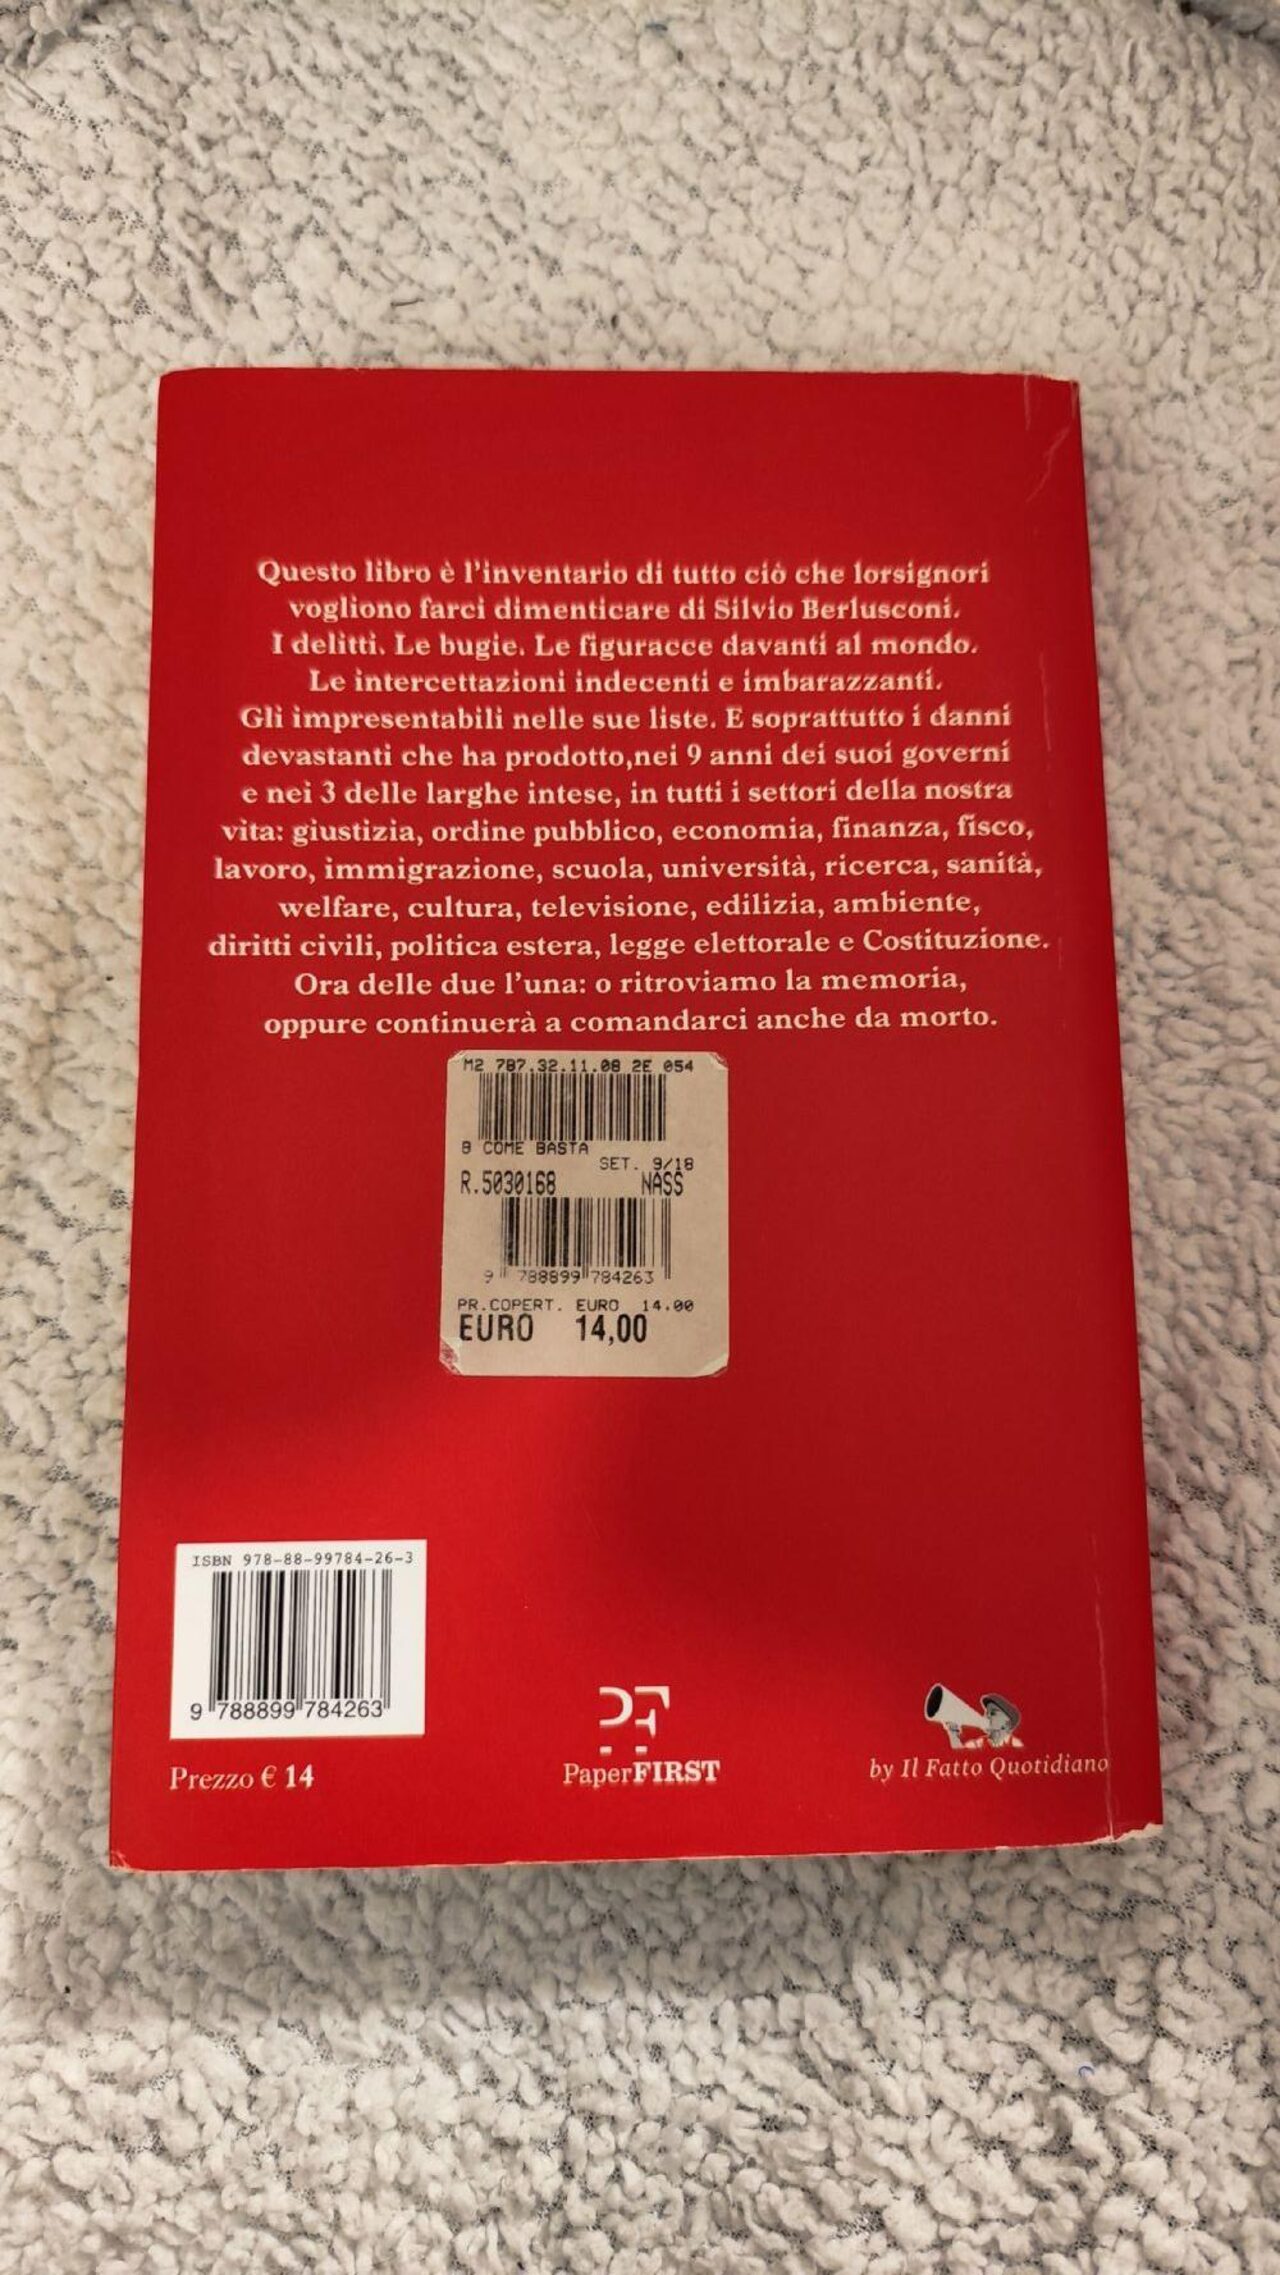 Questo libro è l'inventario di tutto ciò che lorsignori
vogliono farci dimenticare di Silvio Berlusconi.
I delitti. Le bugie. Le figuracce davanti al mondo.
Le intercettazioni indecenti e imbarazzanti.
Gli impresentabili nelle sue liste. E soprattutto i danni
devastanti che ha prodotto,nei 9 anni dei suoi governi
e nei 3 delle larghe intese, in tutti i settori della nostra
vita: giustizia, ordine pubblico, economia, finanza, fisco,
lavoro, immigrazione, scuola, università, ricerca, sanità,
welfare, cultura, televisione, edilizia, ambiente,
diritti civili, politica estera, legge elettorale e Costituzione.
Ora delle due l'una: o ritroviamo la memoria,
oppure continuerà a comandarci anche da morto.
M2 787.32.11.08 2E 054
B COME BASTA
SET. 9/18
R.5030168 NASS
9 788899 784263
PR.COPERT. EURO 14.00
EURO 14,00
ISBN 978-88-99784-26-3
9 788899 784263
Prezzo € 14
PF
PaperFIRST
by Il Fatto Quotidiano